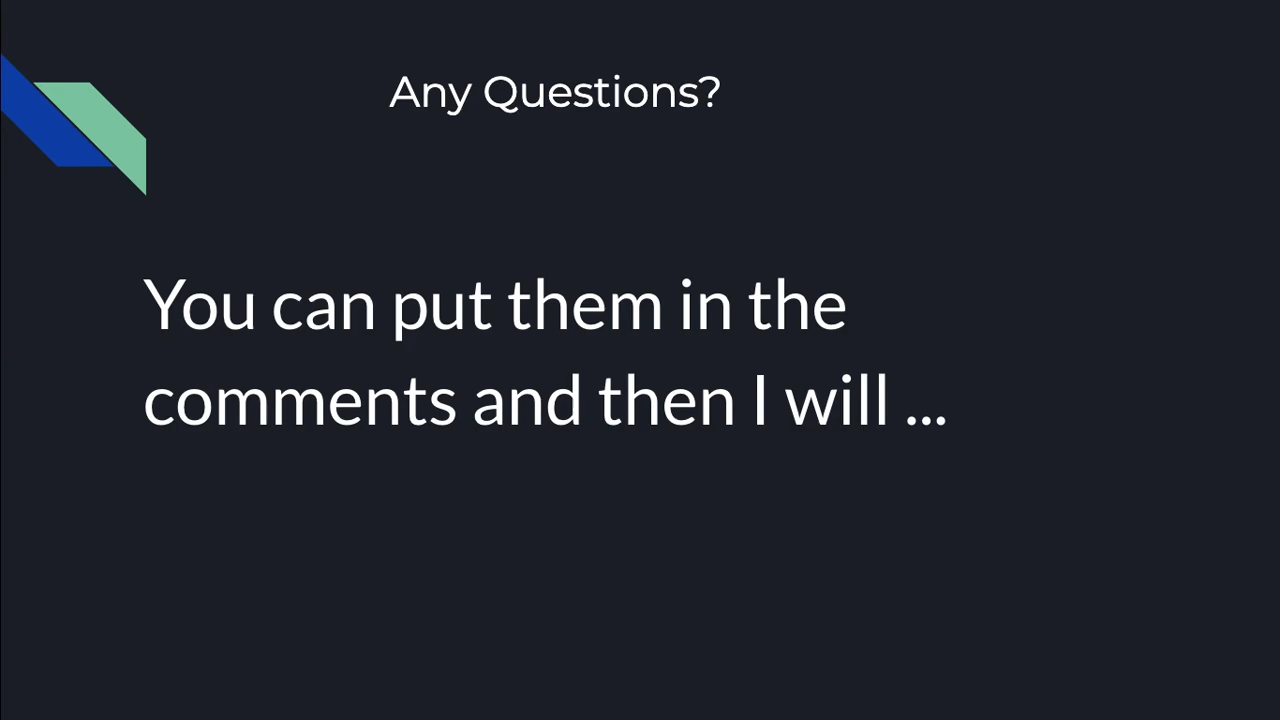 Any Questions?
You can put them in the
comments and then I will ...